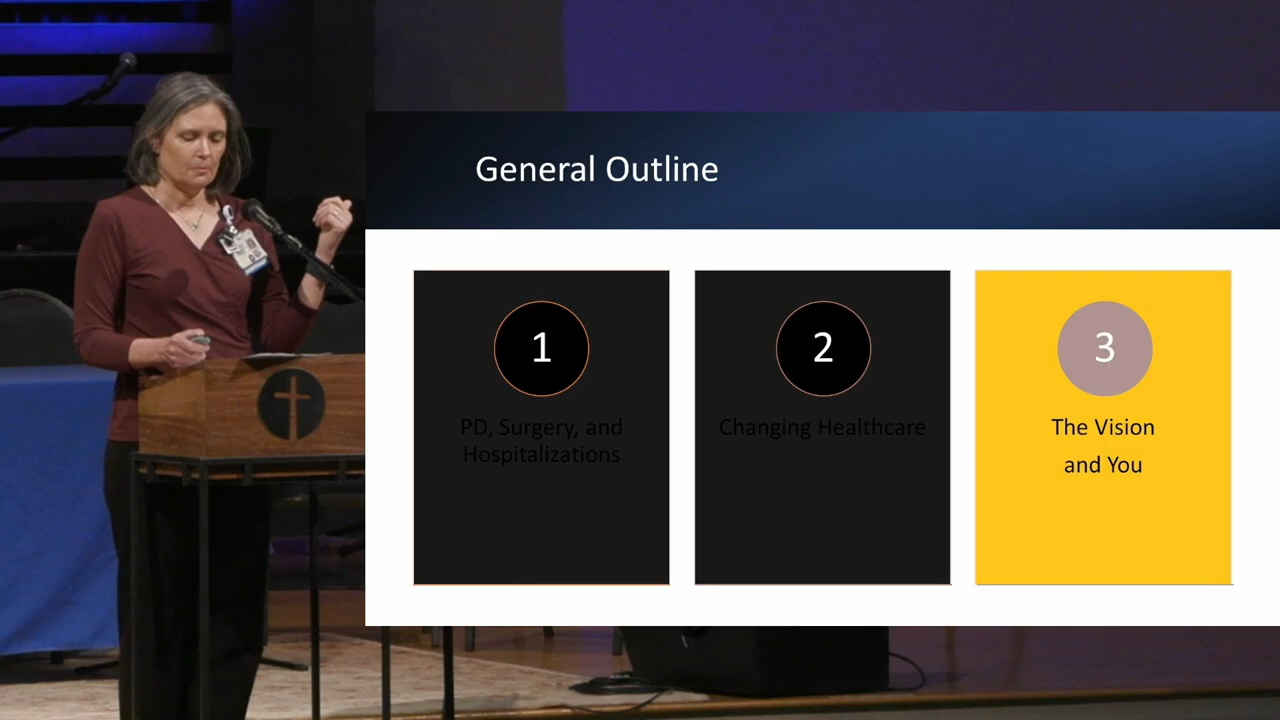 General Outline
1
PD, Surgery, and
Hospitalizations
2
Changing Healthcare
3
The Vision
and You